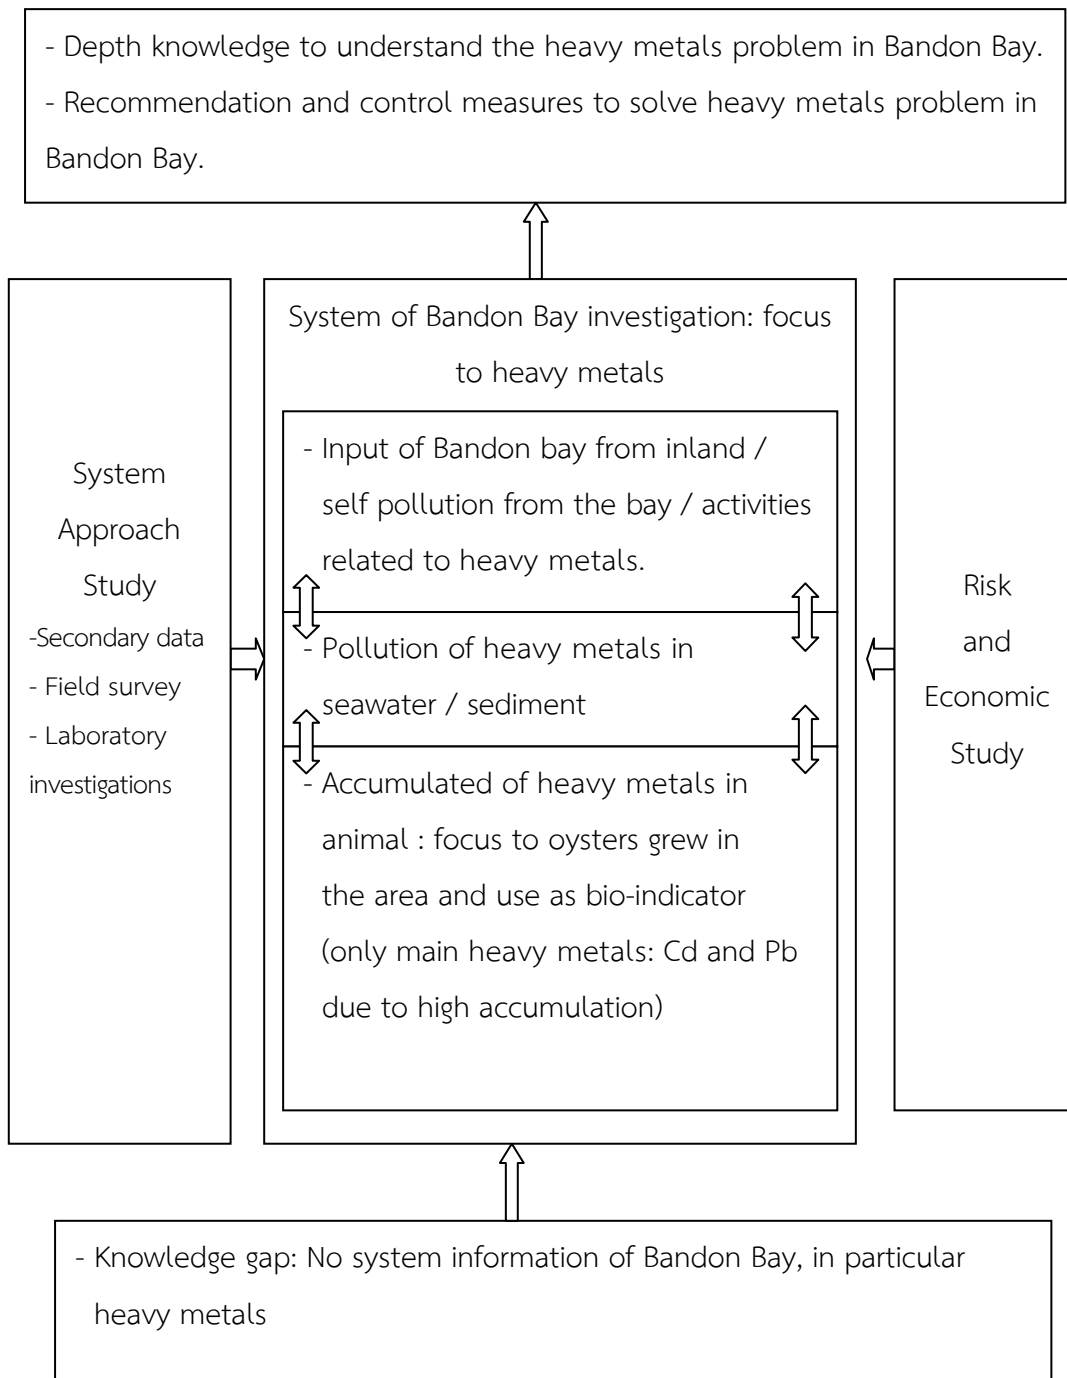 - Depth knowledge to understand the heavy metals problem in Bandon Bay.
- Recommendation and control measures to solve heavy metals problem in
Bandon Bay.
System
Approach
Study
-Secondary data
- Field survey
- Laboratory
investigations
System of Bandon Bay investigation: focus
to heavy metals
- Input of Bandon bay from inland /
self pollution from the bay / activities
related to heavy metals.
- Pollution of heavy metals in
seawater / sediment
- Accumulated of heavy metals in
animal : focus to oysters grew in
the area and use as bio-indicator
(only main heavy metals: Cd and Pb
due to high accumulation)
Risk
and
Economic
Study
- Knowledge gap: No system information of Bandon Bay, in particular
heavy metals